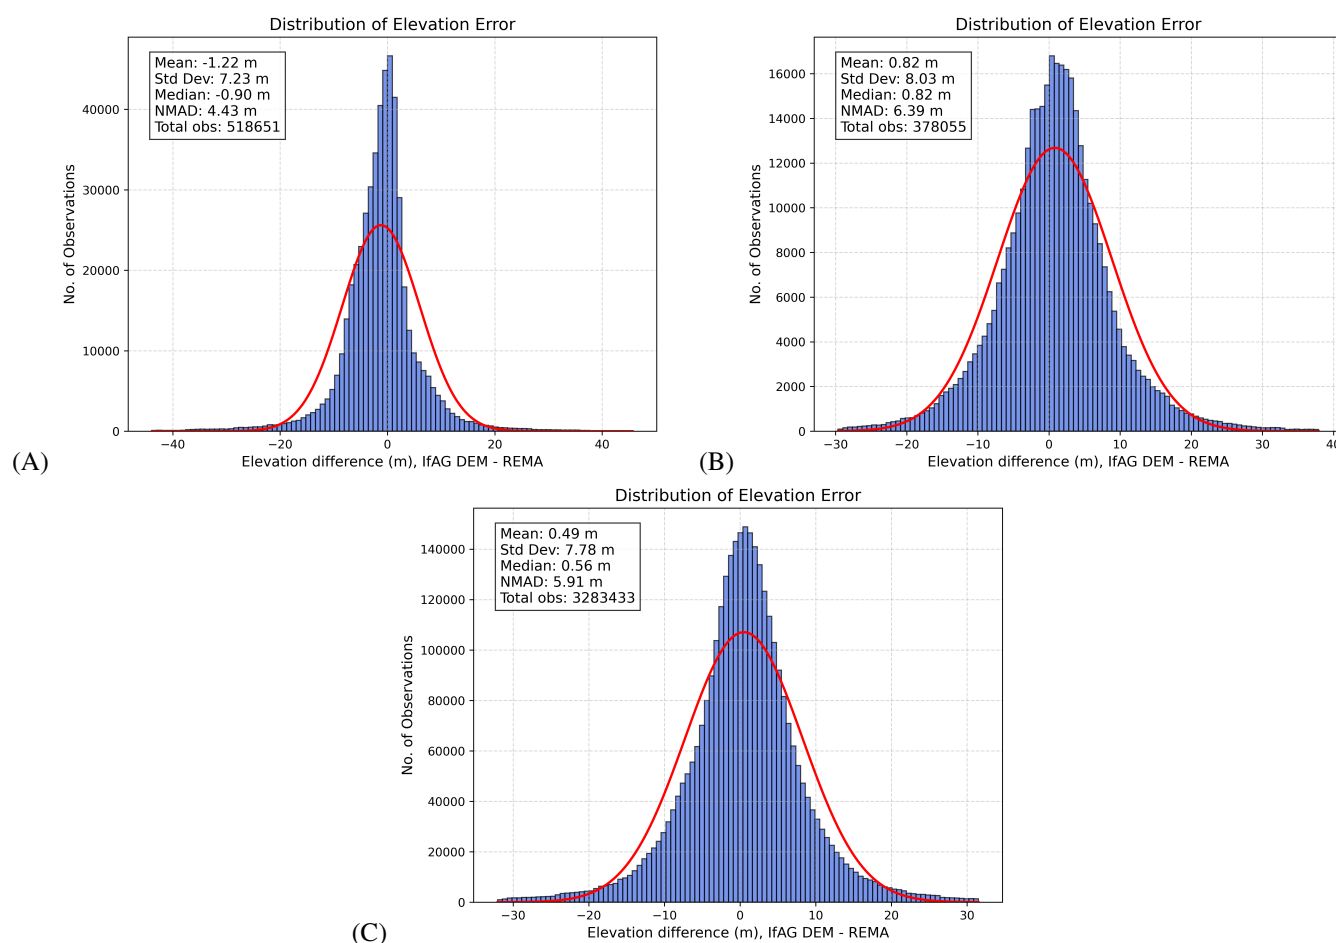 Distribution of Elevation Error
Mean: -1.22 m
Std Dev: 7.23 m
Median: -0.90 m
NMAD: 4.43 m
Total obs: 518651
No. of Observations
40000
30000
20000
10000
0
−40
−20
0
20
40
Elevation difference (m), IfAG DEM - REMA
(A)
Distribution of Elevation Error
Mean: 0.82 m
Std Dev: 8.03 m
Median: 0.82 m
NMAD: 6.39 m
Total obs: 378055
No. of Observations
16000
14000
12000
10000
8000
6000
4000
2000
0
−30
−20
−10
0
10
20
30
40
Elevation difference (m), IfAG DEM - REMA
(B)
Distribution of Elevation Error
Mean: 0.49 m
Std Dev: 7.78 m
Median: 0.56 m
NMAD: 5.91 m
Total obs: 3283433
No. of Observations
140000
120000
100000
80000
60000
40000
20000
0
−30
−20
−10
0
10
20
30
Elevation difference (m), IfAG DEM - REMA
(C)